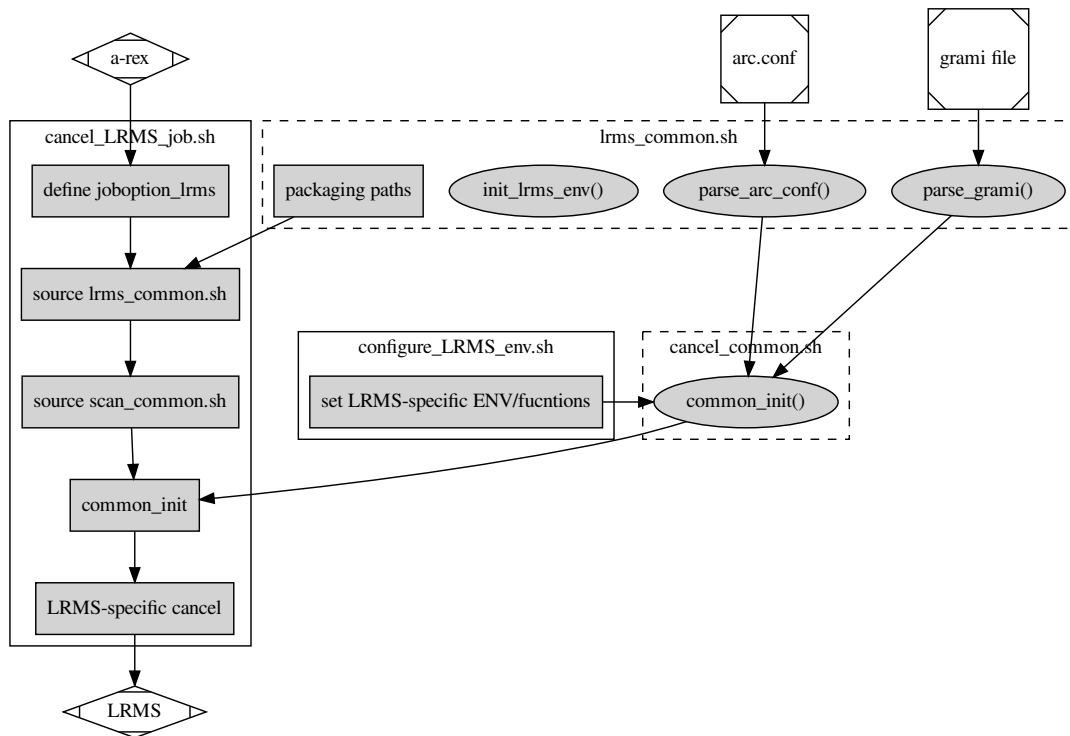 a-rex
arc.conf
grami file
cancel_LRMS_job.sh
lrms_common.sh
define joboption_lrms
packaging paths
init_lrms_env()
parse_arc_conf()
parse_grami()
source lrms_common.sh
configure_LRMS_env.sh
cancel_common.sh
source scan_common.sh
set LRMS-specific ENV/fucntions
common_init()
common_init
LRMS-specific cancel
LRMS